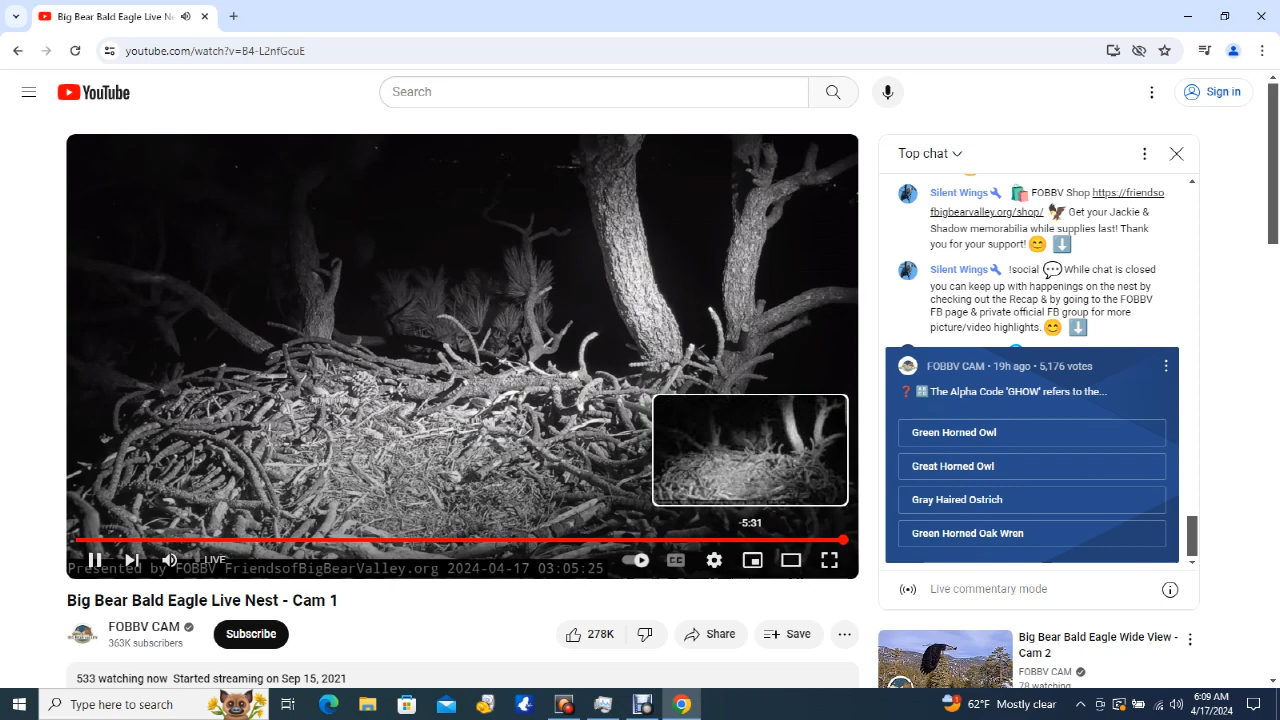 Big Bear Bald Eagle Live Ne
youtube.com/watch?v=B4-L2nfGcuE
YouTube
Search
Sign in
Top chat
Silent Wings FOBBV Shop https://friendso
fbigbearvalley.org/shop/ Get your Jackie &
Shadow memorabilia while supplies last! Thank
you for your support!
Silent Wings !social While chat is closed
you can keep up with happenings on the nest by
checking out the Recap & by going to the FOBBV
FB page & private official FB group for more
picture/video highlights.
FOBBV CAM • 19h ago • 5,176 votes
The Alpha Code 'GHOW' refers to the...
Green Horned Owl
Great Horned Owl
Gray Haired Ostrich
Green Horned Oak Wren
Live commentary mode
-5:31
LIVE
CC
Presented by FOBBV FriendsofBigBearValley.org 2024-04-17 03:05:25
Big Bear Bald Eagle Live Nest - Cam 1
FOBBV CAM
363K subscribers
Subscribe
278K
Share
Save
533 watching now Started streaming on Sep 15, 2021
Big Bear Bald Eagle Wide View -
Cam 2
FOBBV CAM
78 watching
Type here to search
62°F Mostly clear
6:09 AM
4/17/2024